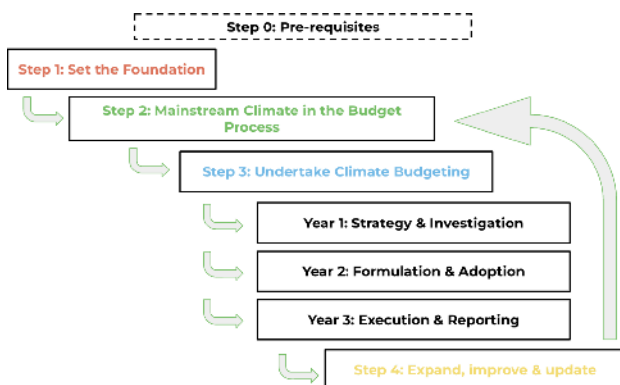 Step 0: Pre-requisites
Step 1: Set the Foundation
Step 2: Mainstream Climate in the Budget
Process
Step 3: Undertake Climate Budgeting
Year 1: Strategy & Investigation
Year 2: Formulation & Adoption
Year 3: Execution & Reporting
Step 4: Expand, improve & update